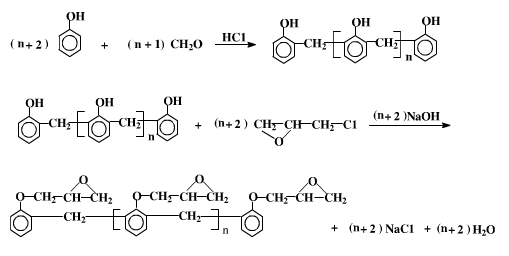 OH OH OH
(n+2) + (n+1) CH2O HCl CH2 CH2 n
OH OH OH
CH2 CH2 n + (n+2) CH2 CH CH2 Cl O (n+2)NaOH
O O O
O CH2 CH CH2 O CH2 CH CH2 O CH2 CH CH2
CH2 CH2 n + (n+2) NaCl + (n+2) H2O